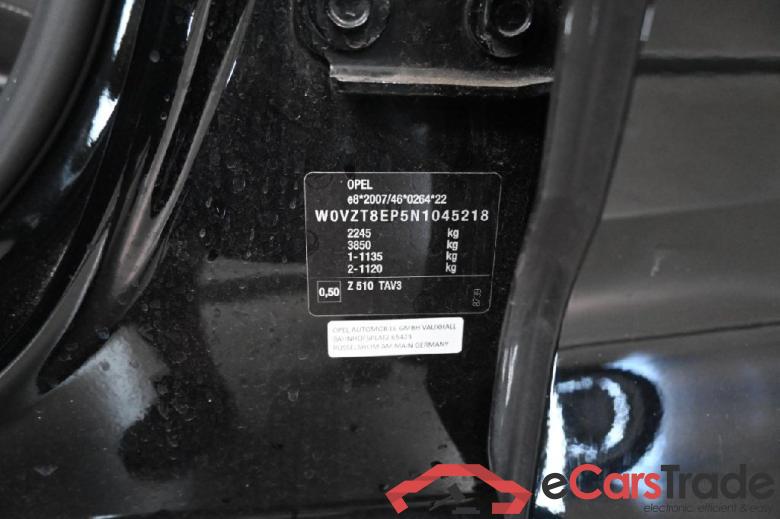 OPEL
e8*2007/46*0264*22
W0VZT8EP5N1045218
2245 kg
3850 kg
1-1135 kg
2-1120 kg
0,50 Z 510 TAV3
8239
OPEL AUTOMOBILE GMBH VAUXHALL
BAHNHOFSPLATZ 65423
RÜSSELSHEIM AM MAIN GERMANY
eCarsTrade
electronic, efficient & easy